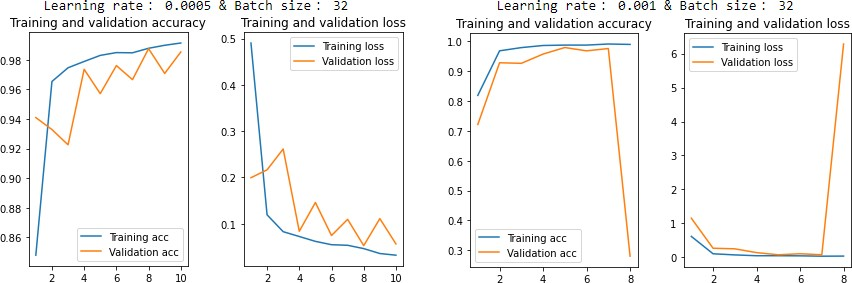 Learning rate: 0.0005 & Batch size: 32
Training and validation accuracy
0.98
0.96
0.94
0.92
0.90
0.88
0.86
Training acc
Validation acc
2 4 6 8 10
Training and validation loss
0.5
0.4
0.3
0.2
0.1
Training loss
Validation loss
2 4 6 8 10
Learning rate: 0.001 & Batch size: 32
Training and validation accuracy
1.0
0.9
0.8
0.7
0.6
0.5
0.4
0.3
Training acc
Validation acc
2 4 6 8
Training and validation loss
6
5
4
3
2
1
0
Training loss
Validation loss
2 4 6 8